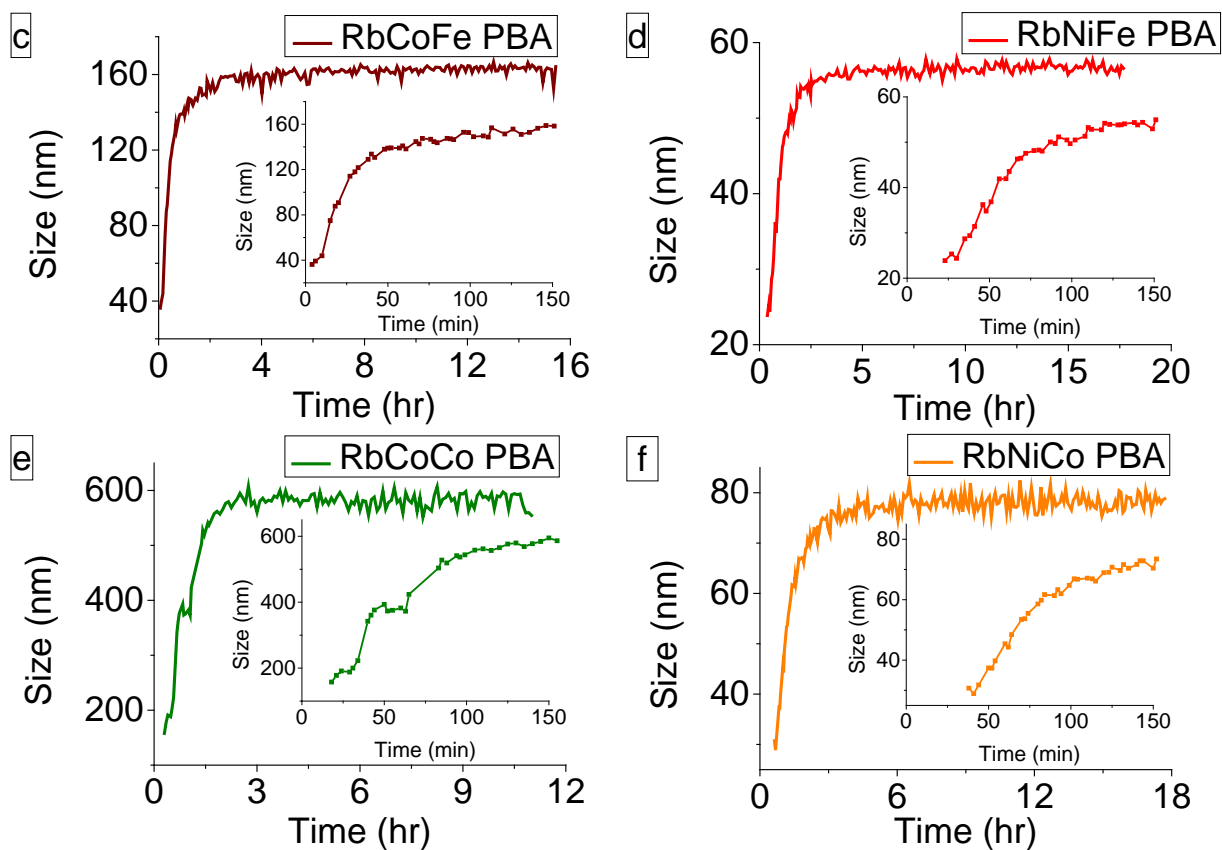 c
RbCoFe PBA
160
120
80
40
Size (nm)
0
4
8
12
16
Time (hr)
160
120
80
40
Size (nm)
0
50
100
150
Time (min)
d
RbNiFe PBA
60
40
20
Size (nm)
0
5
10
15
20
Time (hr)
60
40
20
Size (nm)
0
50
100
150
Time (min)
e
RbCoCo PBA
600
400
200
Size (nm)
0
3
6
9
12
Time (hr)
600
400
200
Size (nm)
0
50
100
150
Time (min)
f
RbNiCo PBA
80
60
40
Size (nm)
0
6
12
18
Time (hr)
80
60
40
Size (nm)
0
50
100
150
Time (min)